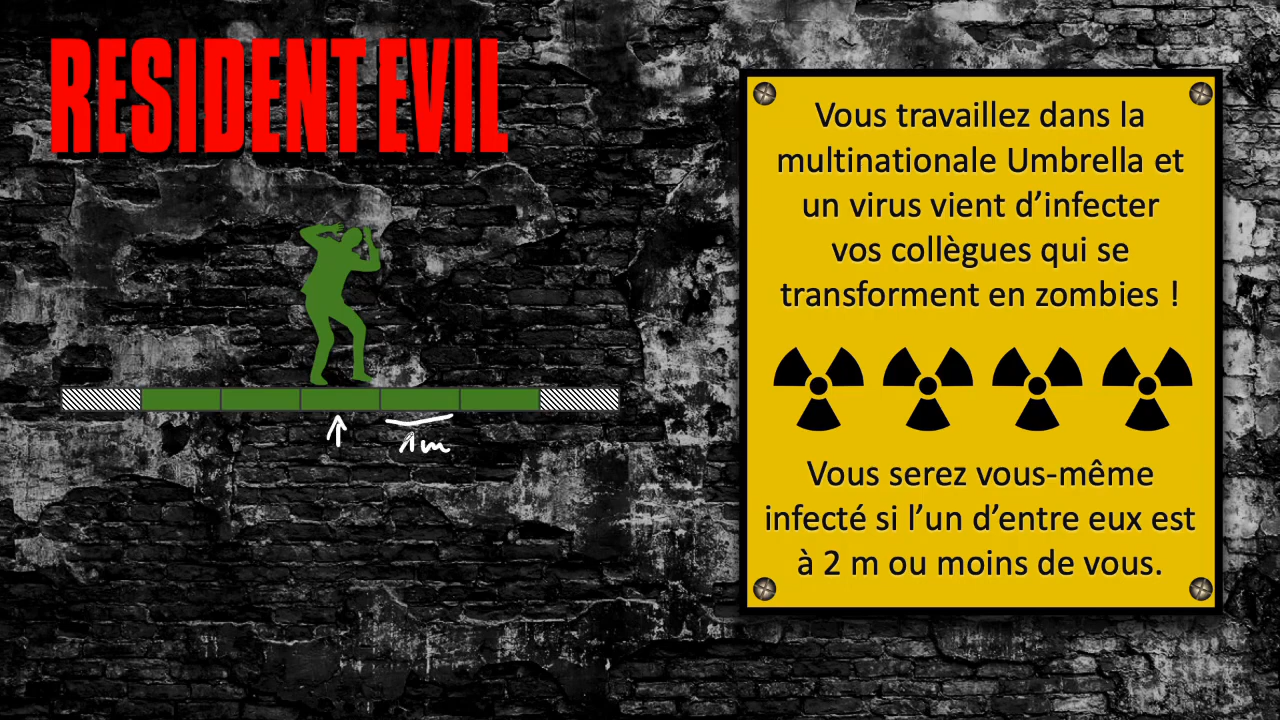 RESIDENT EVIL
1m
Vous travaillez dans la
multinationale Umbrella et
un virus vient d’infecter
vos collègues qui se
transforment en zombies !
Vous serez vous-même
infecté si l’un d’entre eux est
à 2 m ou moins de vous.